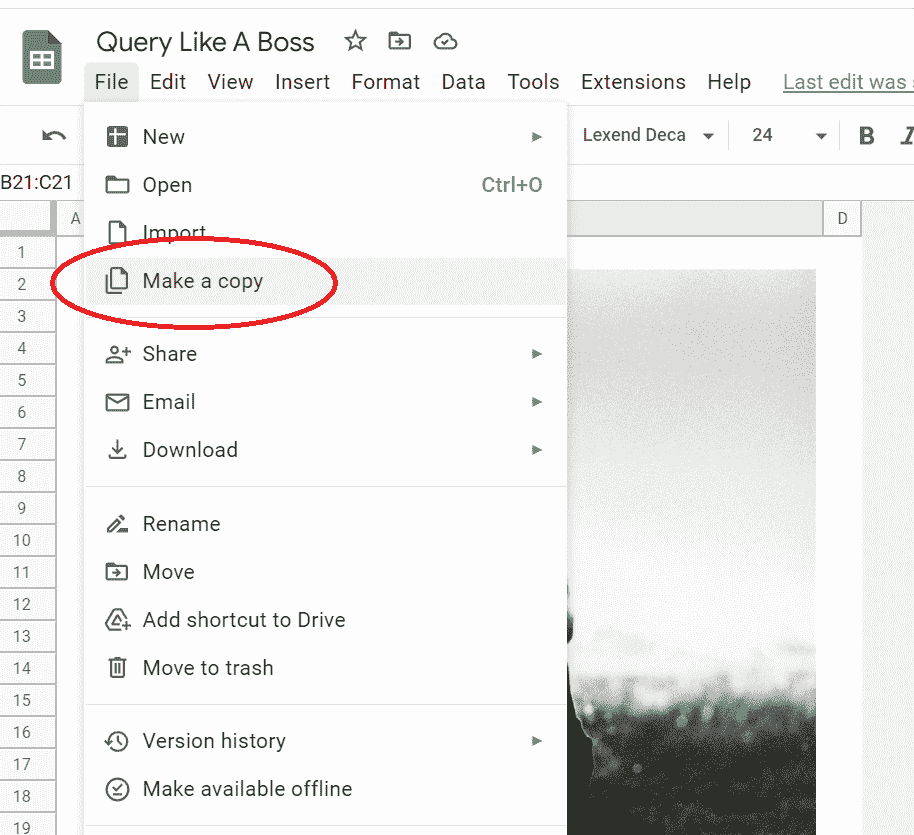 Query Like A Boss
File Edit View Insert Format Data Tools Extensions Help Last edit was
Lexend Deca 24 B I
B21:C21
A D
New
Open Ctrl+O
Import
Make a copy
Share
Email
Download
Rename
Move
Add shortcut to Drive
Move to trash
Version history
Make available offline
1
2
3
4
5
6
7
8
9
10
11
12
13
14
15
16
17
18
19